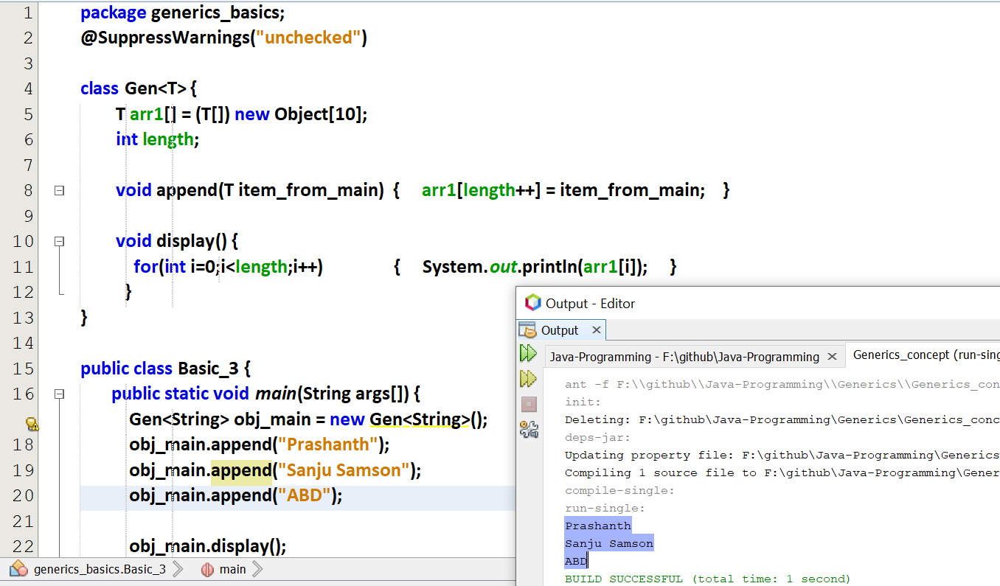 1 package generics_basics;
2 @SuppressWarnings("unchecked")
3
4 class Gen<T> {
5 T arr1[] = (T[]) new Object[10];
6 int length;
7
8 void append(T item_from_main) { arr1[length++] = item_from_main; }
9
10 void display() {
11 for(int i=0;i<length;i++) { System.out.println(arr1[i]); }
12 }
13 }
14
15 public class Basic_3 {
16 public static void main(String args[]) {
Gen<String> obj_main = new Gen<String>();
18 obj_main.append("Prashanth");
19 obj_main.append("Sanju Samson");
20 obj_main.append("ABD");
21
22 obj_main.display();
generics_basics.Basic_3 main
Output - Editor
Output
Java-Programming - F:\github\Java-Programming
Generics_concept (run-sing
ant -f F:\\github\\Java-Programming\\Generics\\Generics_con
init:
Deleting: F:\github\Java-Programming\Generics\Generics_conc
deps-jar:
Updating property file: F:\github\Java-Programming\Generics
Compiling 1 source file to F:\github\Java-Programming\Gener
compile-single:
run-single:
Prashanth
Sanju Samson
ABD
BUILD SUCCESSFUL (total time: 1 second)